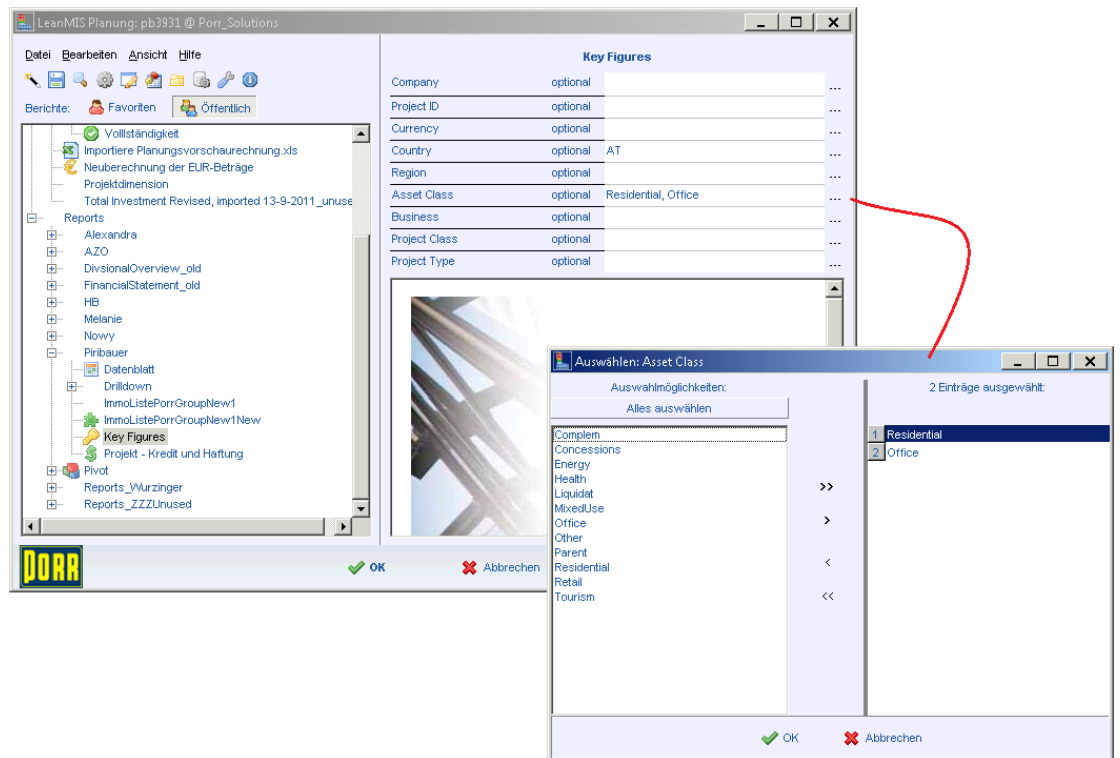 LeanMIS Planung: pb3931 @ Porr_Solutions
Datei Bearbeiten Ansicht Hilfe
Berichte: Favoriten Öffentlich
Volllständigkeit
Importiere Planungsvorschaurechnung.xls
Neuberechnung der EUR-Beträge
Projektdimension
Total Investment Revised, imported 13-9-2011_unuse
Reports
Alexandra
AZO
DivsionalOverview_old
FinancialStatement_old
HB
Melanie
Nowy
Piribauer
Datenblatt
Drilldown
ImmoListePorrGroupNew1
ImmoListePorrGroupNew1New
Key Figures
Projekt - Kredit und Haftung
Pivot
Reports_Wurzinger
Reports_ZZZUnused
Key Figures
Company optional ...
Project ID optional ...
Currency optional ...
Country optional AT ...
Region optional ...
Asset Class optional Residential, Office ...
Business optional ...
Project Class optional ...
Project Type optional ...
PORR
OK Abbrechen
Auswählen: Asset Class
Auswahlmöglichkeiten:
Alles auswählen
Complem
Concessions
Energy
Health
Liquidat
MixedUse
Office
Other
Parent
Residential
Retail
Tourism
>>
>
<
<<
2 Einträge ausgewählt:
1 Residential
2 Office
OK Abbrechen